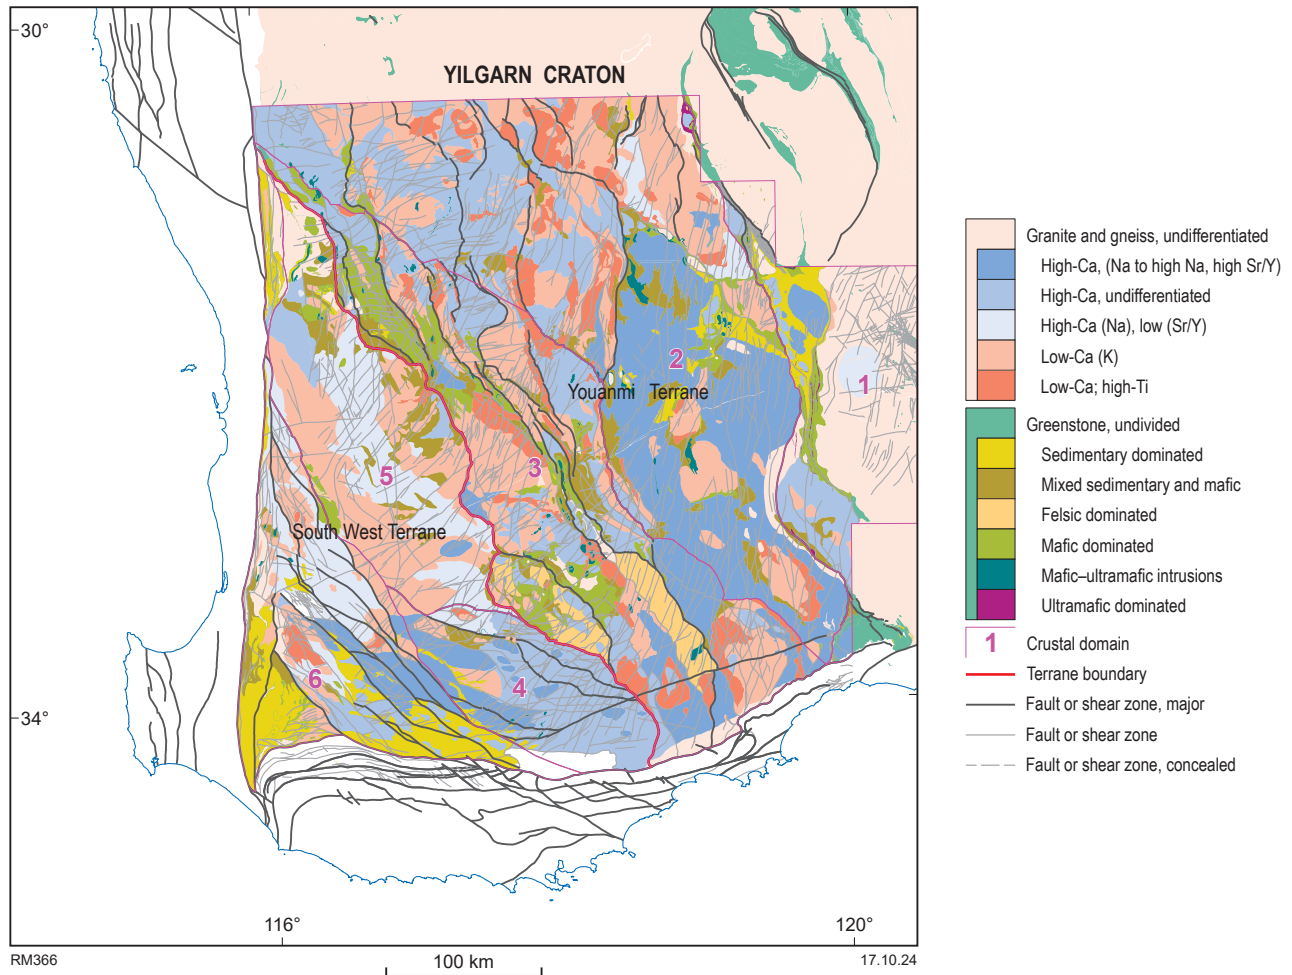 30°
YILGARN CRATON
2
1
Youanmi Terrane
3
5
South West Terrane
6
4
34°
116°
120°
RM366
100 km
17.10.24
Granite and gneiss, undifferentiated
High-Ca, (Na to high Na, high Sr/Y)
High-Ca, undifferentiated
High-Ca (Na), low (Sr/Y)
Low-Ca (K)
Low-Ca; high-Ti
Greenstone, undivided
Sedimentary dominated
Mixed sedimentary and mafic
Felsic dominated
Mafic dominated
Mafic–ultramafic intrusions
Ultramafic dominated
1 Crustal domain
Terrane boundary
Fault or shear zone, major
Fault or shear zone
Fault or shear zone, concealed